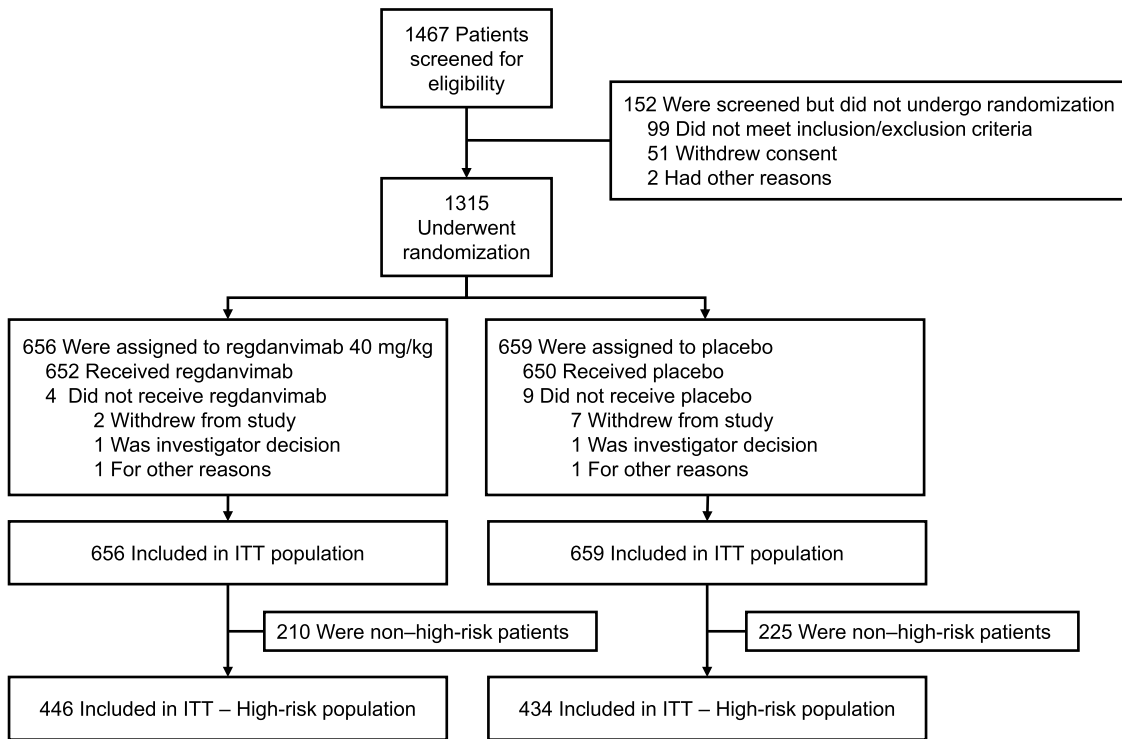 1467 Patients
screened for
eligibility
152 Were screened but did not undergo randomization
99 Did not meet inclusion/exclusion criteria
51 Withdrew consent
2 Had other reasons
1315
Underwent
randomization
656 Were assigned to regdanvimab 40 mg/kg
652 Received regdanvimab
4 Did not receive regdanvimab
2 Withdrew from study
1 Was investigator decision
1 For other reasons
659 Were assigned to placebo
650 Received placebo
9 Did not receive placebo
7 Withdrew from study
1 Was investigator decision
1 For other reasons
656 Included in ITT population
659 Included in ITT population
210 Were non–high-risk patients
225 Were non–high-risk patients
446 Included in ITT – High-risk population
434 Included in ITT – High-risk population